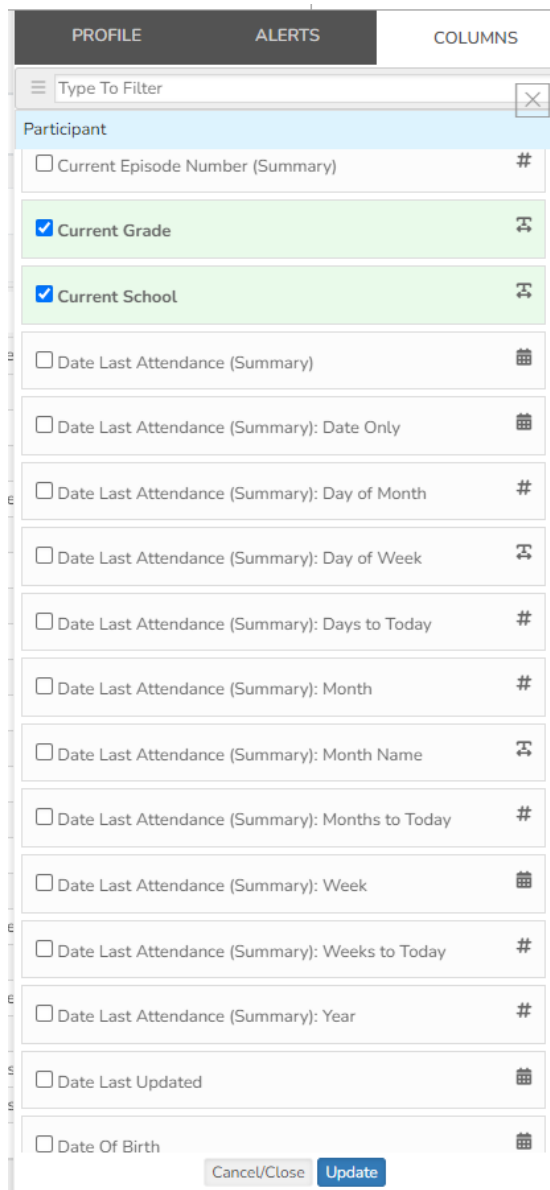 PROFILE ALERTS COLUMNS
Type To Filter
Participant
Current Episode Number (Summary)
Current Grade
Current School
Date Last Attendance (Summary)
Date Last Attendance (Summary): Date Only
Date Last Attendance (Summary): Day of Month
Date Last Attendance (Summary): Day of Week
Date Last Attendance (Summary): Days to Today
Date Last Attendance (Summary): Month
Date Last Attendance (Summary): Month Name
Date Last Attendance (Summary): Months to Today
Date Last Attendance (Summary): Week
Date Last Attendance (Summary): Weeks to Today
Date Last Attendance (Summary): Year
Date Last Updated
Date Of Birth
Cancel/Close Update